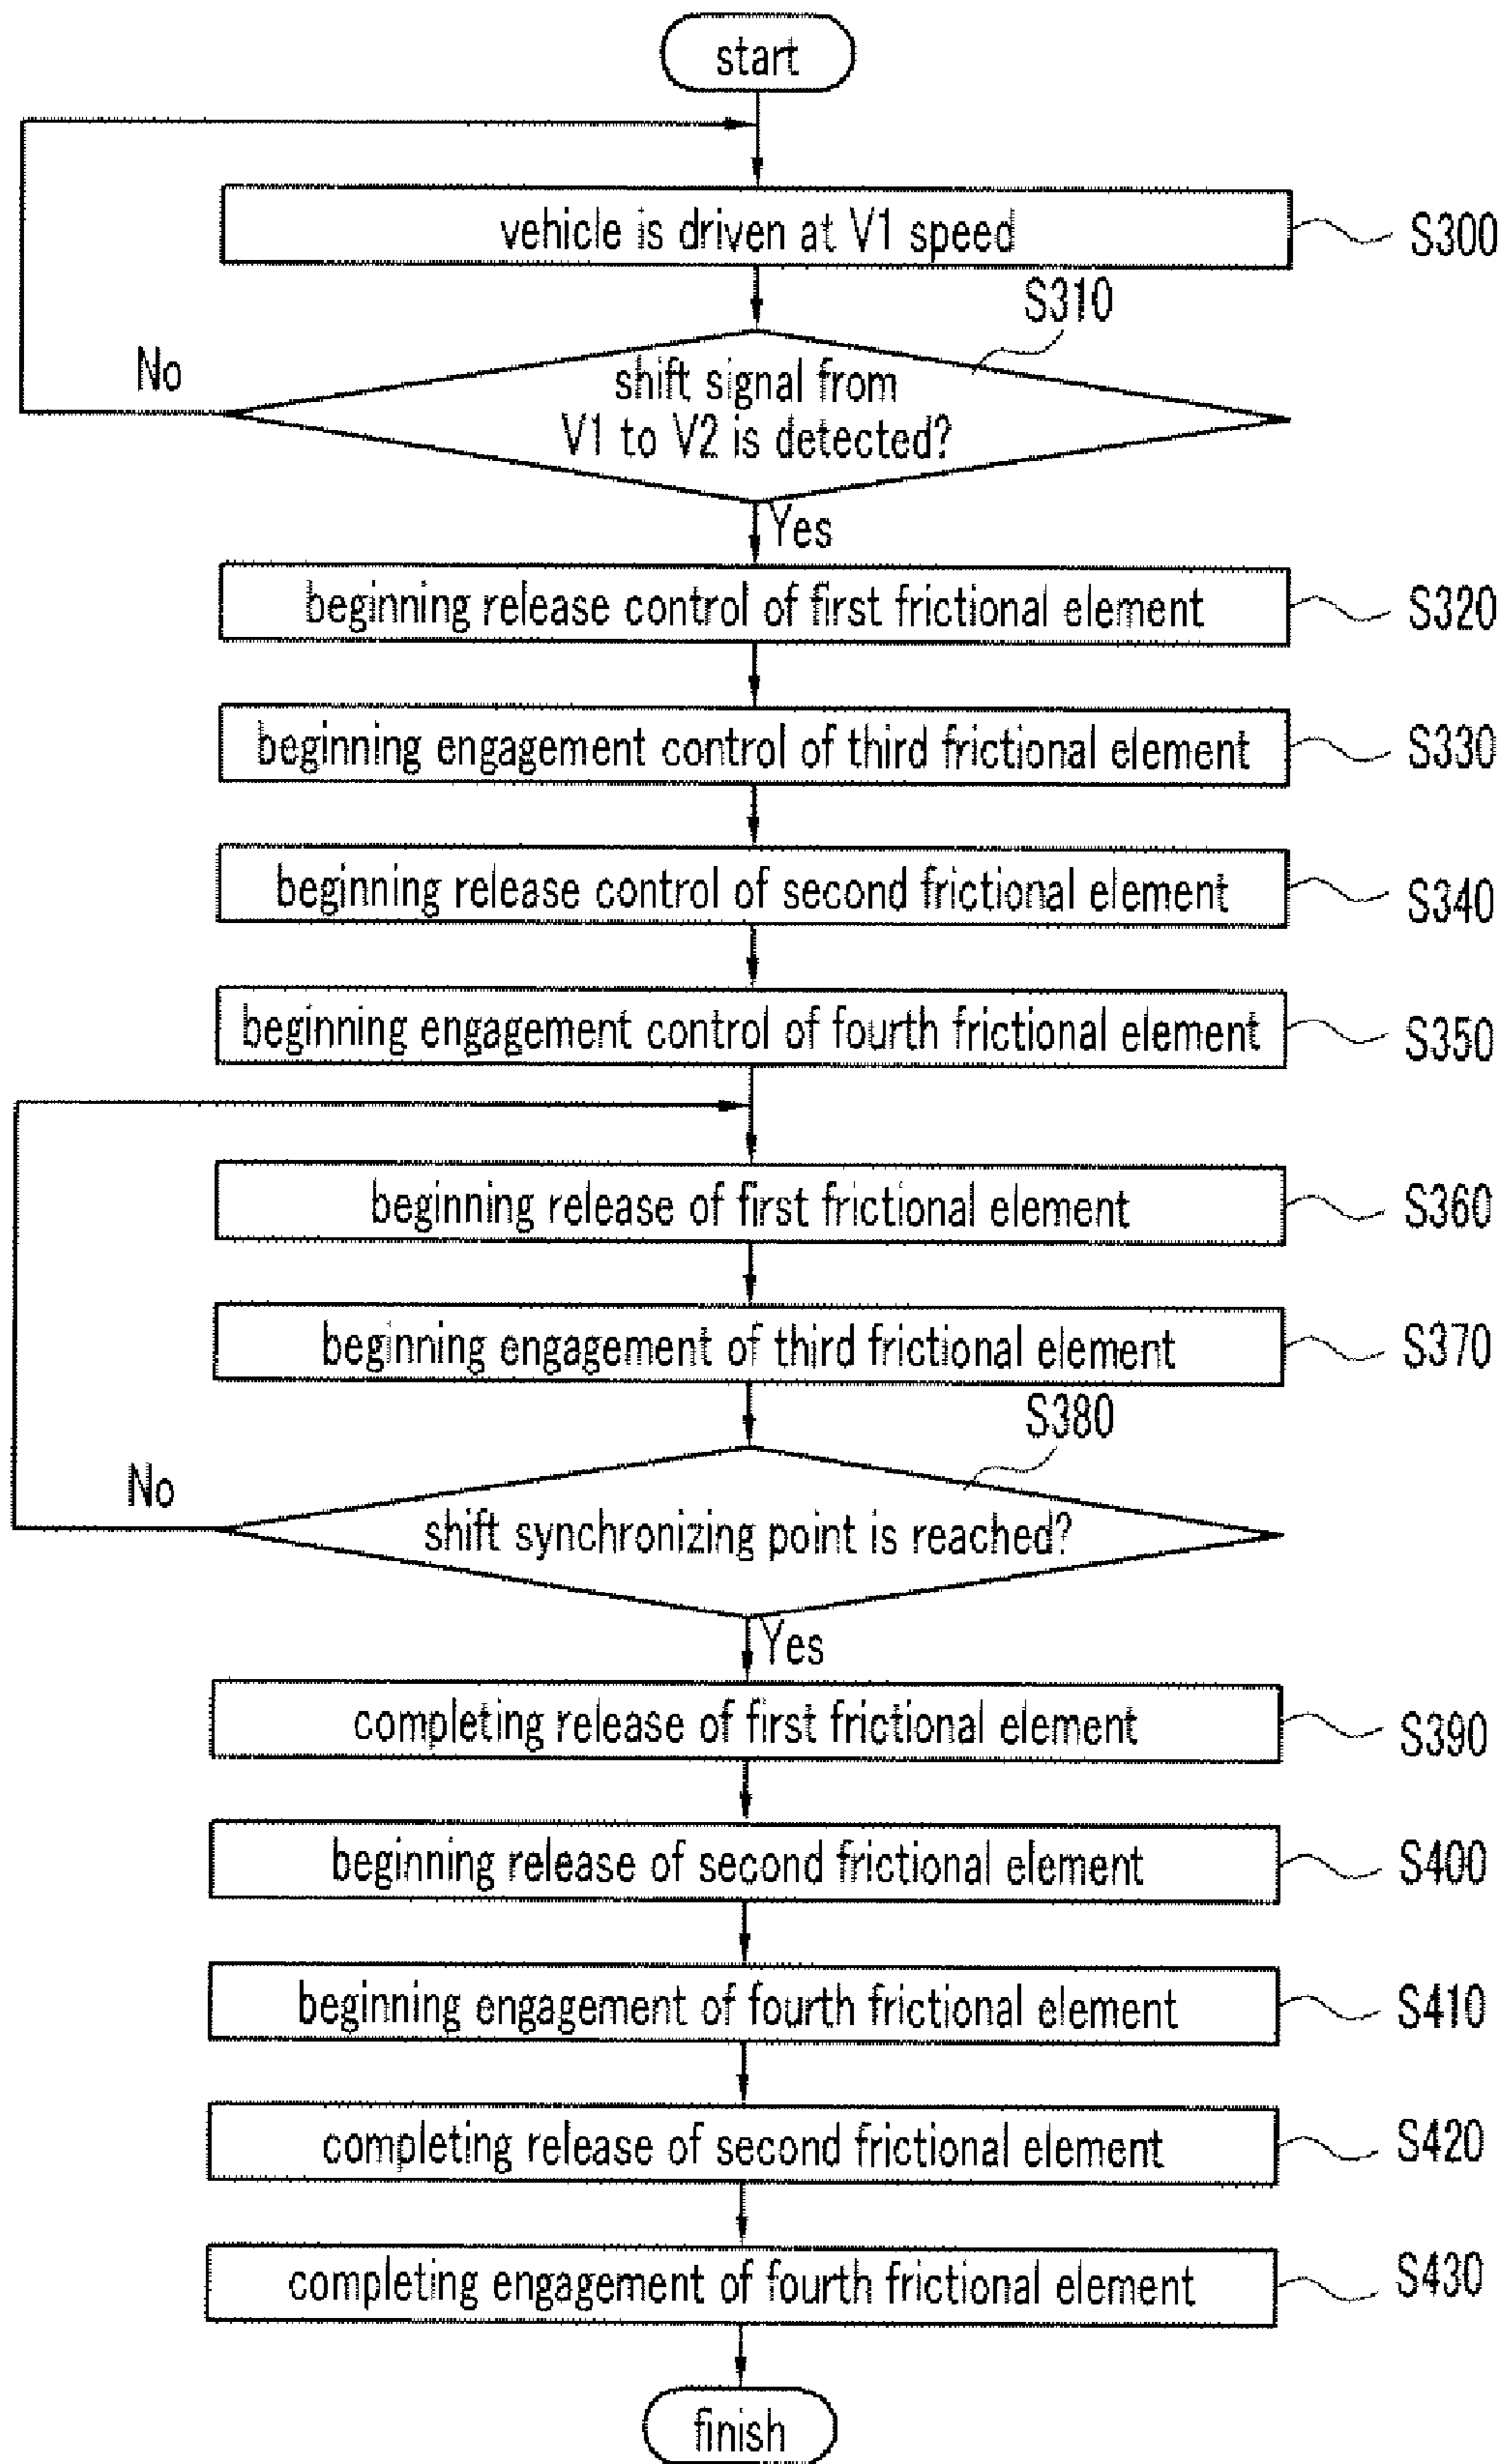 start
vehicle is driven at V1 speed
S300
S310
No
shift signal from
V1 to V2 is detected?
Yes
beginning release control of first frictional element
S320
beginning engagement control of third frictional element
S330
beginning release control of second frictional element
S340
beginning engagement control of fourth frictional element
S350
beginning release of first frictional element
S360
beginning engagement of third frictional element
S370
S380
No
shift synchronizing point is reached?
Yes
completing release of first frictional element
S390
beginning release of second frictional element
S400
beginning engagement of fourth frictional element
S410
completing release of second frictional element
S420
completing engagement of fourth frictional element
S430
finish